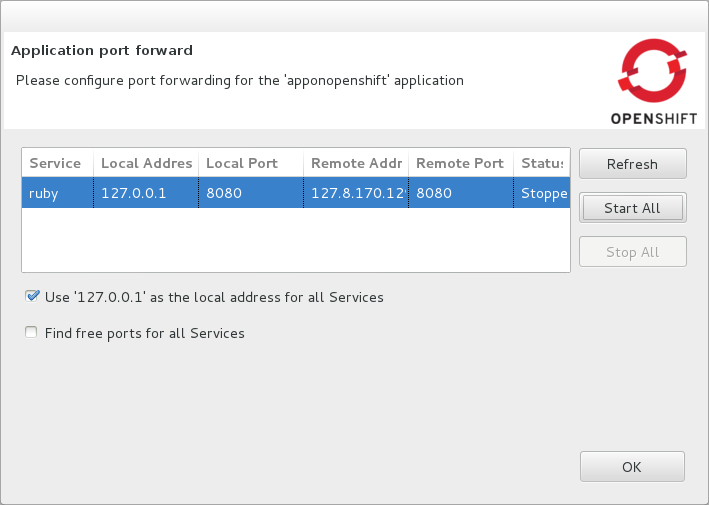 Application port forward
Please configure port forwarding for the 'apponopenshift' application
OPENSHIFT
Service Local Addres Local Port Remote Addr Remote Port Status
ruby 127.0.0.1 8080 127.8.170.129 8080 Stoppe
Refresh
Start All
Stop All
Use '127.0.0.1' as the local address for all Services
Find free ports for all Services
OK